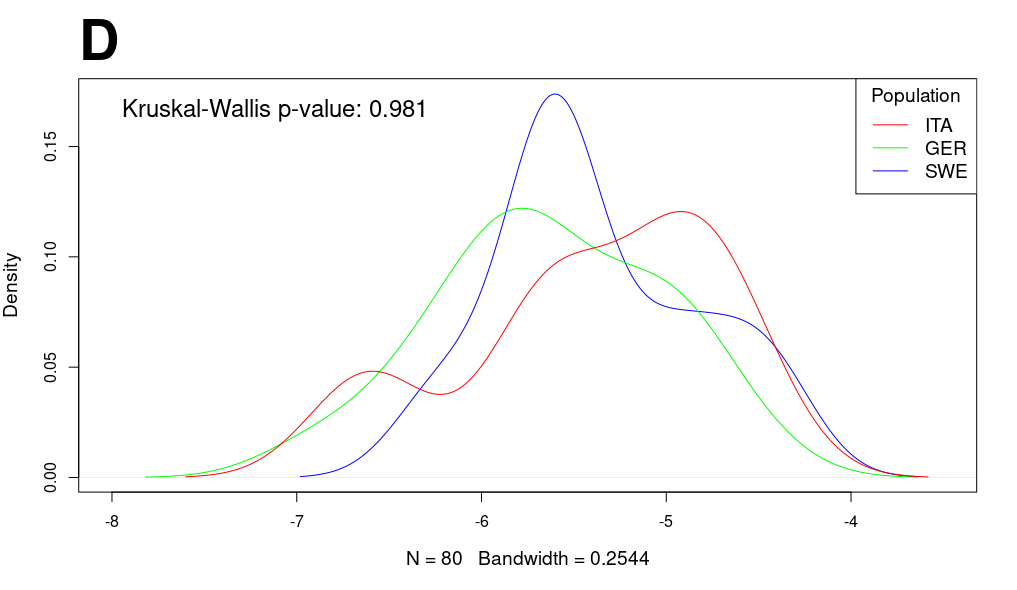 D
Kruskal-Wallis p-value: 0.981
Population
ITA
GER
SWE
Density
0.15
0.10
0.05
0.00
-8 -7 -6 -5 -4
N = 80 Bandwidth = 0.2544